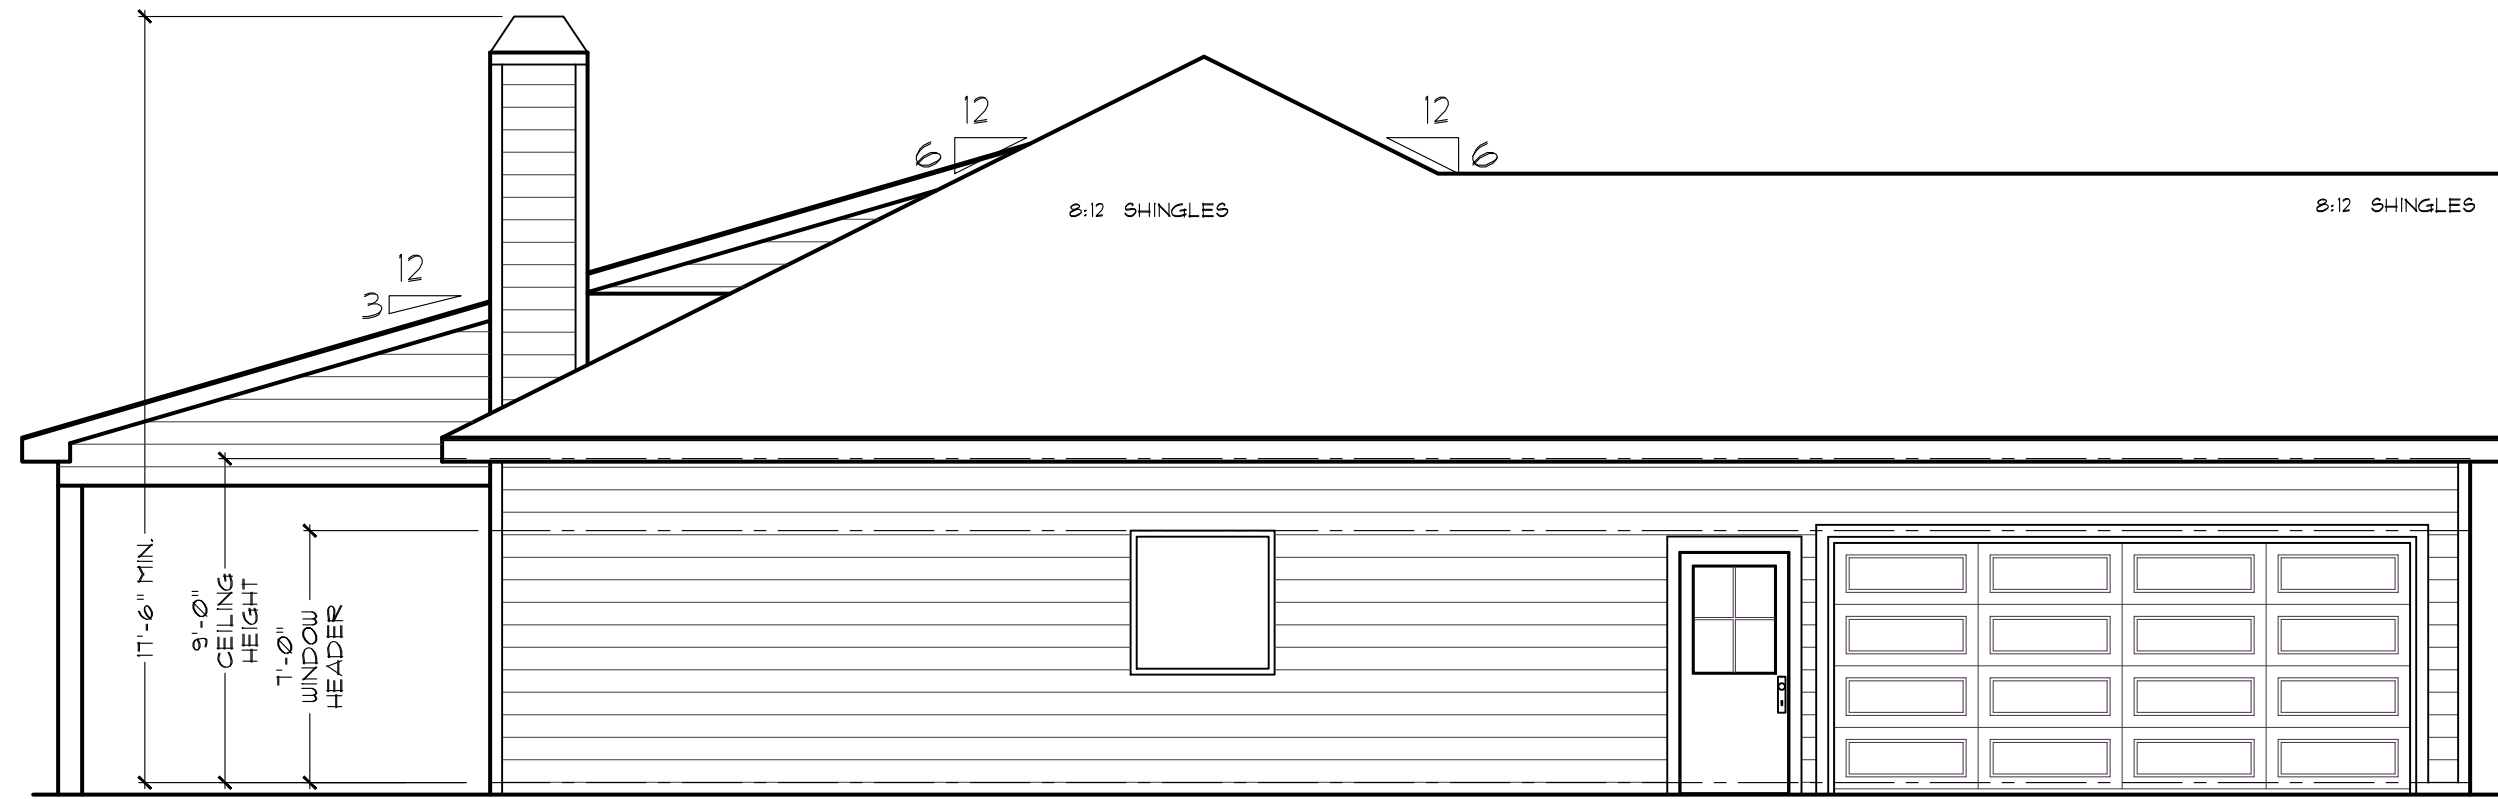 12
6
12
6
8:12 SHINGLES
8:12 SHINGLES
12
3
17'-6" MIN.
9'-0"
CEILING
HEIGHT
7'-0"
WINDOW
HEADER